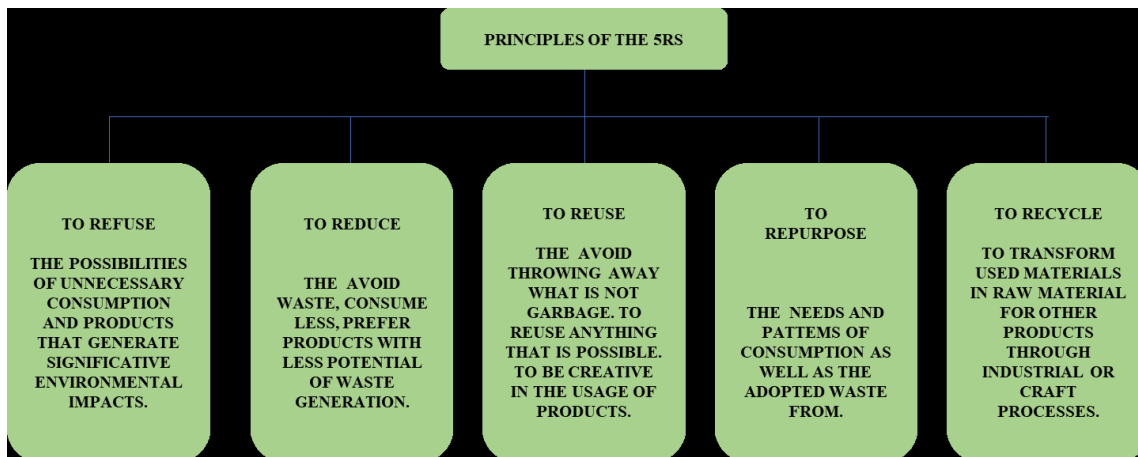 PRINCIPLES OF THE 5RS
TO REFUSE
THE POSSIBILITIES
OF UNNECESSARY
CONSUMPTION
AND PRODUCTS
THAT GENERATE
SIGNIFICATIVE
ENVIRONMENTAL
IMPACTS.
TO REDUCE
THE AVOID
WASTE, CONSUME
LESS, PREFER
PRODUCTS WITH
LESS POTENTIAL
OF WASTE
GENERATION.
TO REUSE
THE AVOID
THROWING AWAY
WHAT IS NOT
GARBAGE. TO
REUSE ANYTHING
THAT IS POSSIBLE.
TO BE CREATIVE
IN THE USAGE OF
PRODUCTS.
TO
REPURPOSE
THE NEEDS AND
PATTEMS OF
CONSUMPTION AS
WELL AS THE
ADOPTED WASTE
FROM.
TO RECYCLE
TO TRANSFORM
USED MATERIALS
IN RAW MATERIAL
FOR OTHER
PRODUCTS
THROUGH
INDUSTRIAL OR
CRAFT
PROCESSES.